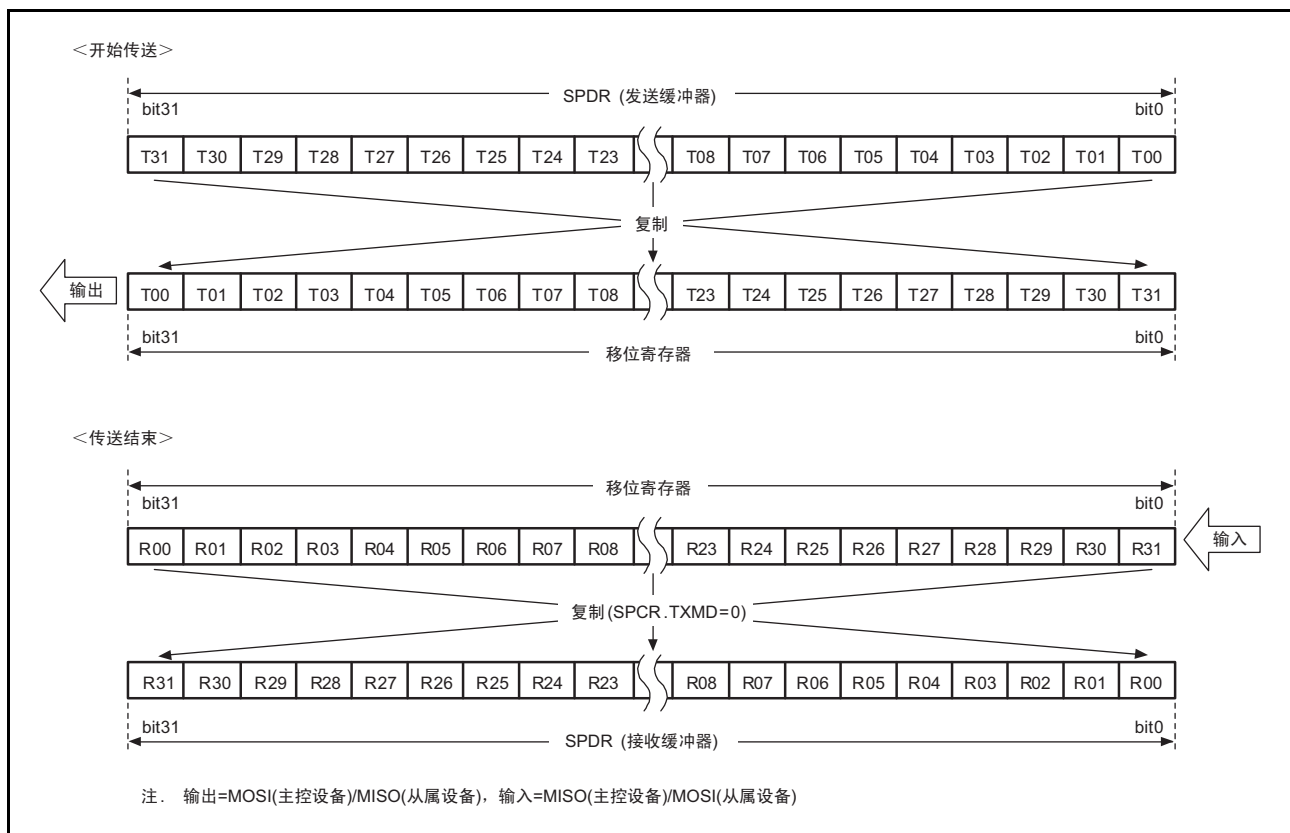 ＜开始传送＞
SPDR (发送缓冲器)
bit31 bit0
T31 T30 T29 T28 T27 T26 T25 T24 T23 T08 T07 T06 T05 T04 T03 T02 T01 T00
复制
输出 T00 T01 T02 T03 T04 T05 T06 T07 T08 T23 T24 T25 T26 T27 T28 T29 T30 T31
bit31 bit0
移位寄存器
＜传送结束＞
移位寄存器
bit31 bit0
R00 R01 R02 R03 R04 R05 R06 R07 R08 R23 R24 R25 R26 R27 R28 R29 R30 R31 输入
复制(SPCR.TXMD=0)
R31 R30 R29 R28 R27 R26 R25 R24 R23 R08 R07 R06 R05 R04 R03 R02 R01 R00
bit31 bit0
SPDR (接收缓冲器)
注. 输出=MOSI(主控设备)/MISO(从属设备)，输入=MISO(主控设备)/MOSI(从属设备)